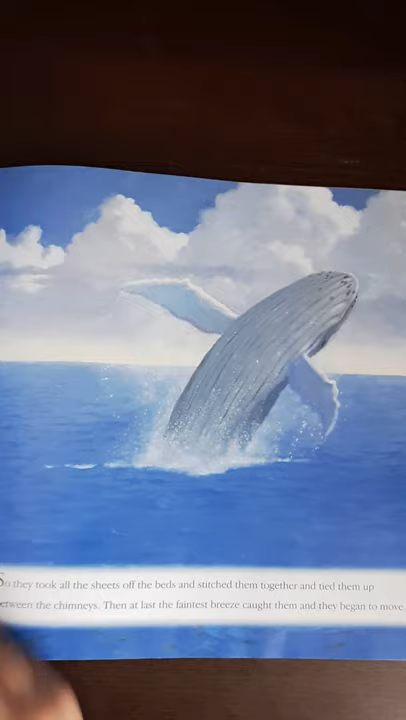 So they took all the sheets off the beds and stitched them together and tied them up
between the chimneys. Then at last the faintest breeze caught them and they began to move.